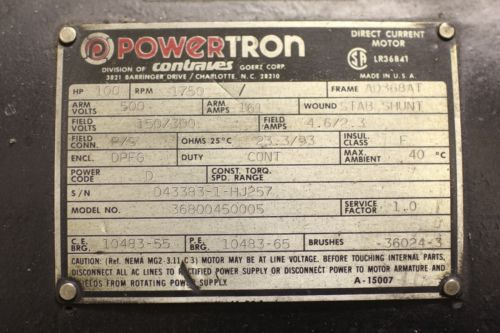 POWERTRON
DIVISION OF contraves GOERZ CORP.
3821 BARRINGER DRIVE / CHARLOTTE, N.C. 28210
DIRECT CURRENT
MOTOR
SA LR36841
MADE IN U.S.A.
HP 100 RPM 1750 / FRAME AD368AT
ARM VOLTS 500 ARM AMPS 161 WOUND STAB. SHUNT
FIELD VOLTS 150/300 FIELD AMPS 4.6/2.3
FIELD CONN. P/S OHMS 25°C 23.3/93 INSUL. CLASS F
ENCL. DPFG DUTY CONT MAX. AMBIENT 40 °C
POWER CODE D CONST. TORQ. SPD. RANGE
S/N 043383-1-HJ257
MODEL NO. 36800450005 SERVICE FACTOR 1.0
C.E. BRG. 10483-55 P.E. BRG. 10483-65 BRUSHES 36024-3
CAUTION: (Ref. NEMA MG2-3.11 C 3) MOTOR MAY BE AT LINE VOLTAGE. BEFORE TOUCHING INTERNAL PARTS,
DISCONNECT ALL AC LINES TO RECTIFIED POWER SUPPLY OR DISCONNECT POWER TO MOTOR ARMATURE AND
FIELDS FROM ROTATING POWER SUPPLY. A-15007